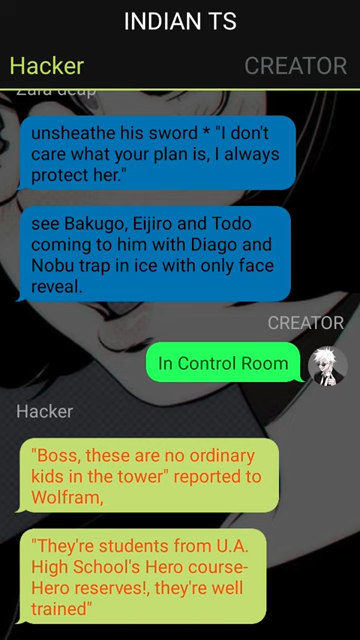 INDIAN TS
Hacker
CREATOR
Zara deap
unsheathe his sword * "I don't
care what your plan is, I always
protect her."
see Bakugo, Eijiro and Todo
coming to him with Diago and
Nobu trap in ice with only face
reveal.
CREATOR
In Control Room
Hacker
"Boss, these are no ordinary
kids in the tower" reported to
Wolfram,
"They're students from U.A.
High School's Hero course-
Hero reserves!, they're well
trained"